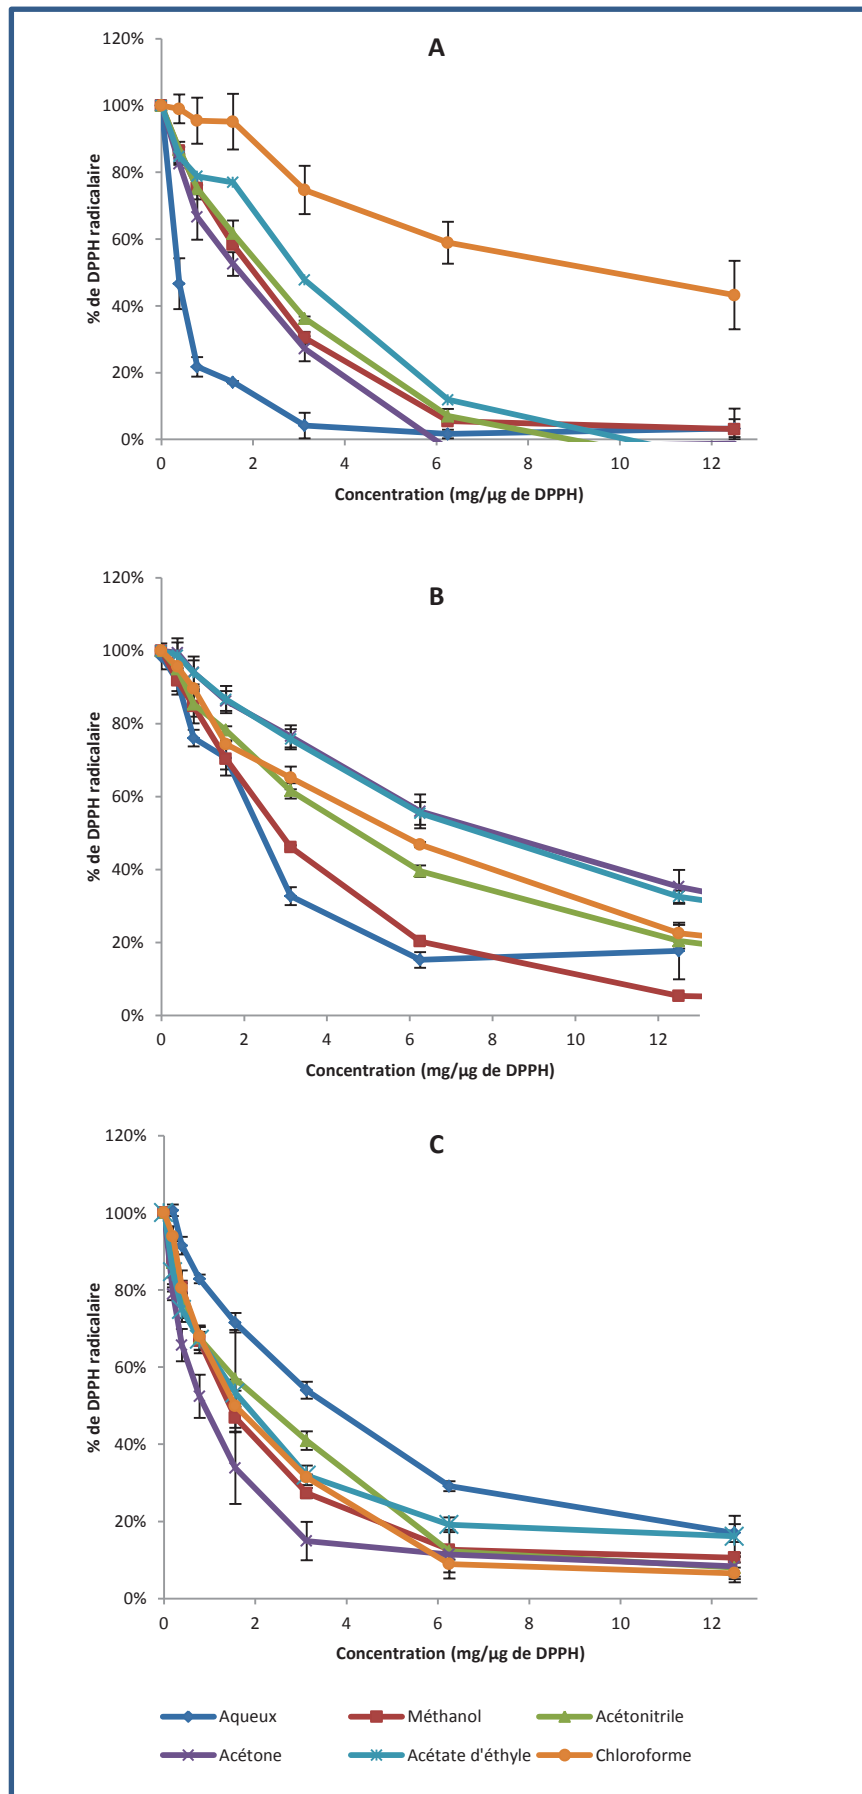 A
120%
100%
80%
60%
40%
20%
0%
% de DPPH radicalaire
0 2 4 6 8 10 12
Concentration (mg/µg de DPPH)
B
120%
100%
80%
60%
40%
20%
0%
% de DPPH radicalaire
0 2 4 6 8 10 12
Concentration (mg/µg de DPPH)
C
120%
100%
80%
60%
40%
20%
0%
% de DPPH radicalaire
0 2 4 6 8 10 12
Concentration (mg/µg de DPPH)
Aqueux Méthanol Acétonitrile
Acétone Acétate d'éthyle Chloroforme